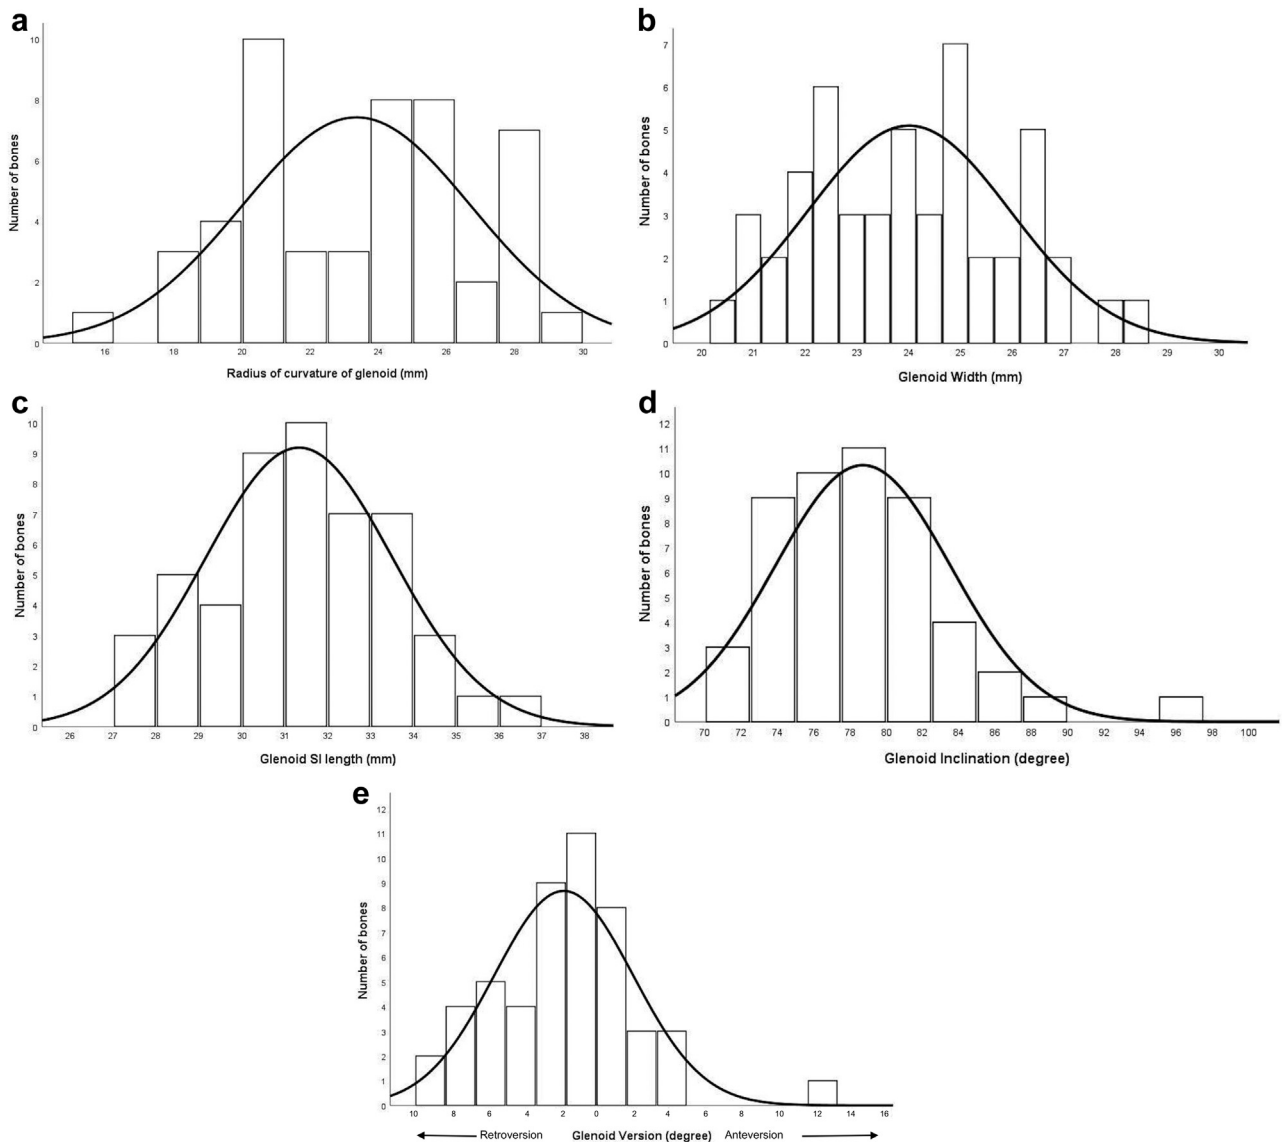 a
Number of bones
10
8
6
4
2
0
16 18 20 22 24 26 28 30
Radius of curvature of glenoid (mm)
b
Number of bones
7
6
5
4
3
2
1
0
20 21 22 23 24 25 26 27 28 29 30
Glenoid Width (mm)
c
Number of bones
10
9
8
7
6
5
4
3
2
1
0
26 27 28 29 30 31 32 33 34 35 36 37 38
Glenoid SI length (mm)
d
Number of bones
12
11
10
9
8
7
6
5
4
3
2
1
0
70 72 74 76 78 80 82 84 86 88 90 92 94 96 98 100
Glenoid Inclination (degree)
e
Number of bones
12
11
10
9
8
7
6
5
4
3
2
1
0
10 8 6 4 2 0 2 4 6 8 10 12 14 16
Retroversion Glenoid Version (degree) Anteversion